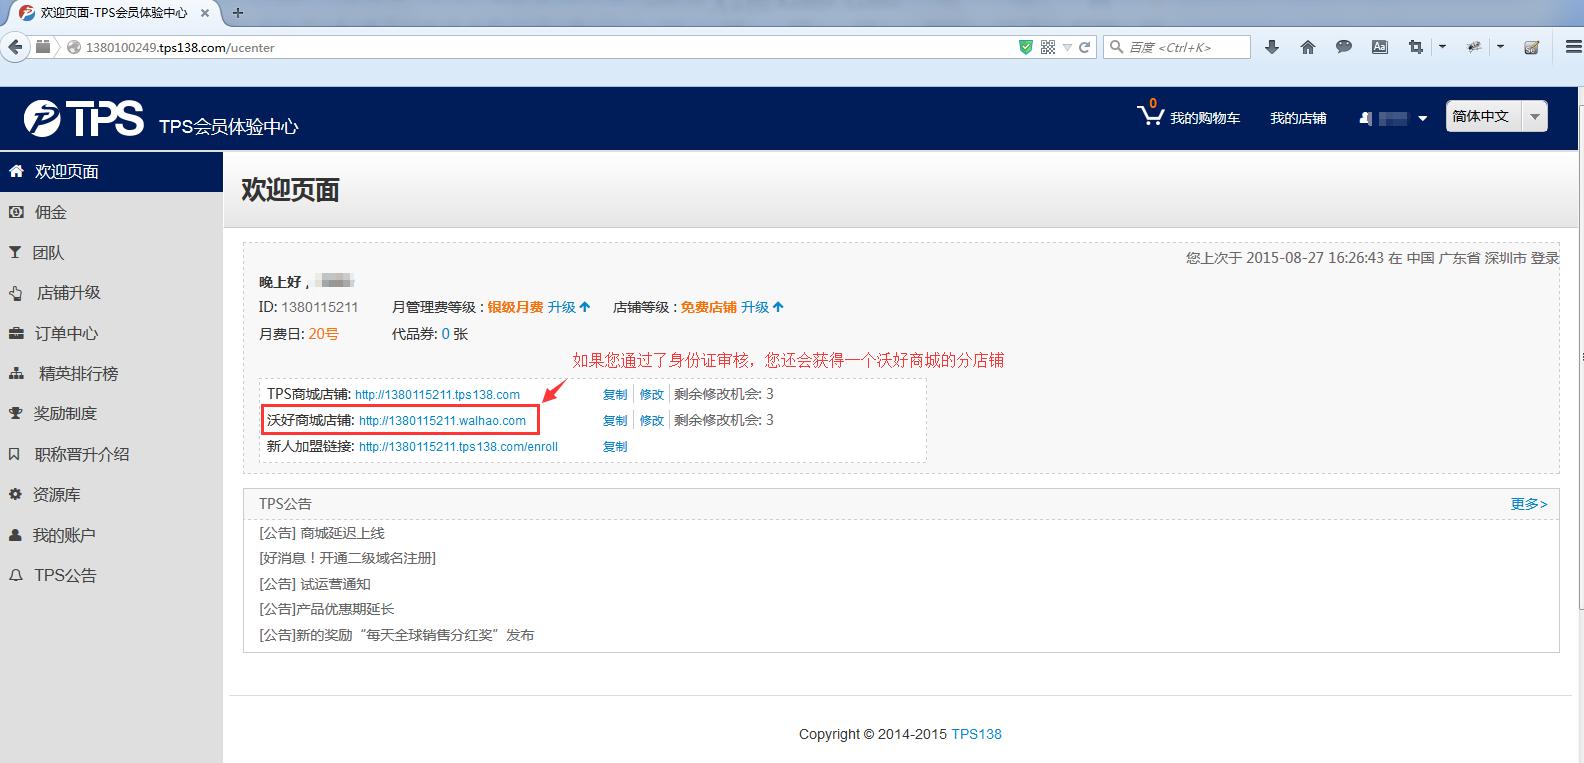 欢迎页面-TPS会员体验中心
1380100249.tps138.com/ucenter
百度 <Ctrl+K>
TPS
TPS会员体验中心
0
我的购物车
我的店铺
简体中文
欢迎页面
佣金
团队
店铺升级
订单中心
精英排行榜
奖励制度
职称晋升介绍
资源库
我的账户
TPS公告
欢迎页面
您上次于 2015-08-27 16:26:43 在 中国 广东省 深圳市 登录
晚上好 ,
ID: 1380115211 月管理费等级 : 银级月费 升级 店铺等级 : 免费店铺 升级
月费日: 20号 代品券: 0 张
如果您通过了身份证审核，您还会获得一个沃好商城的分店铺
TPS商城店铺: http://1380115211.tps138.com 复制 修改 剩余修改机会: 3
沃好商城店铺: http://1380115211.walhao.com 复制 修改 剩余修改机会: 3
新人加盟链接: http://1380115211.tps138.com/enroll 复制
TPS公告 更多>
[公告] 商城延迟上线
[好消息！开通二级域名注册]
[公告] 试运营通知
[公告]产品优惠期延长
[公告]新的奖励“每天全球销售分红奖”发布
Copyright © 2014-2015 TPS138